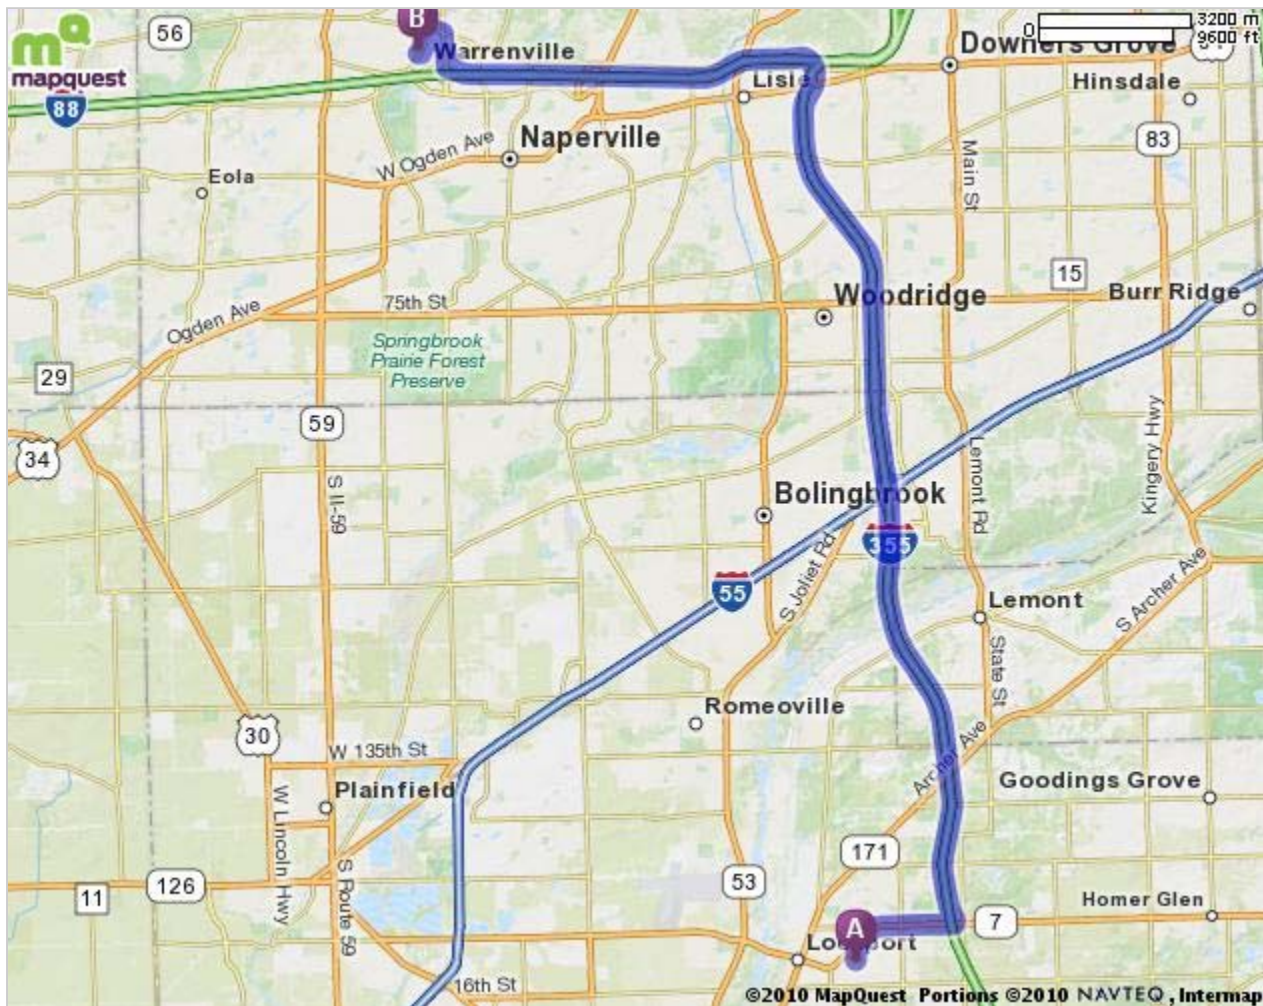 B
56
mapquest
Warrenville
0
3200 m
9600 ft
Downers Grove
34
Hinsdale
88
Lisle
Naperville
83
W Ogden Ave
Main St
Eola
15
75th St
Woodridge
Burr Ridge
Ogden Ave
Springbrook
Prairie Forest
Preserve
29
59
34
Kingery Hwy
Lemont Rd
S Il-59
Bolingbrook
355
S Joliet Rd
55
Lemont
S Archer Ave
State St
Romeoville
30
W 135th St
Archer Ave
Goodings Grove
Plainfield
W Lincoln Hwy
171
53
126
11
S Route 59
Homer Glen
7
A
Lockport
16th St
©2010 MapQuest Portions ©2010 NAVTEQ, Intermap